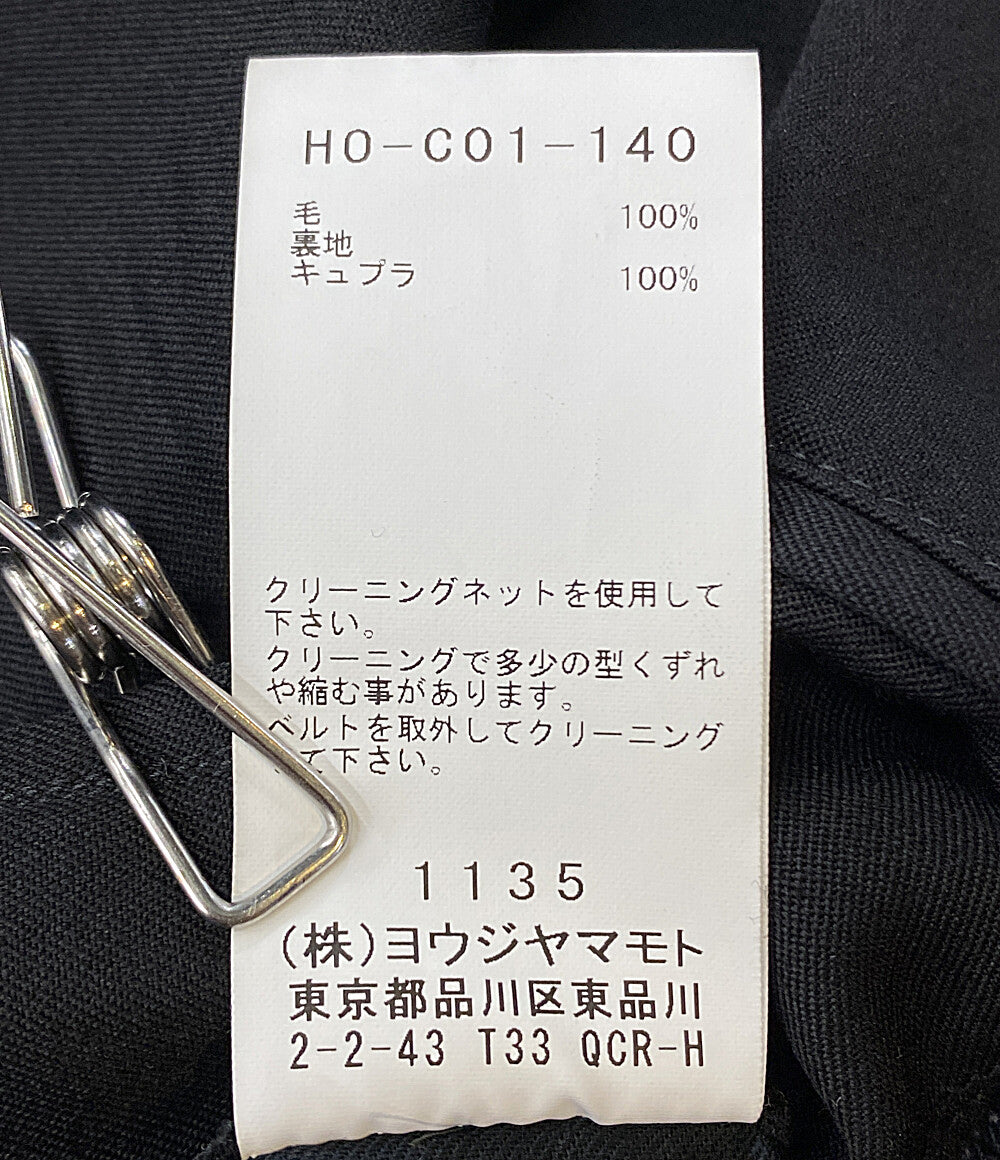 HO-C01-140
毛 100%
裏地
キュプラ 100%
クリーニングネットを使用して
下さい。
クリーニングで多少の型くずれ
や縮む事があります。
ベルトを取外してクリーニング
て下さい。
1135
(株)ヨウジヤマモト
東京都品川区東品川
2-2-43 T33 QCR-H